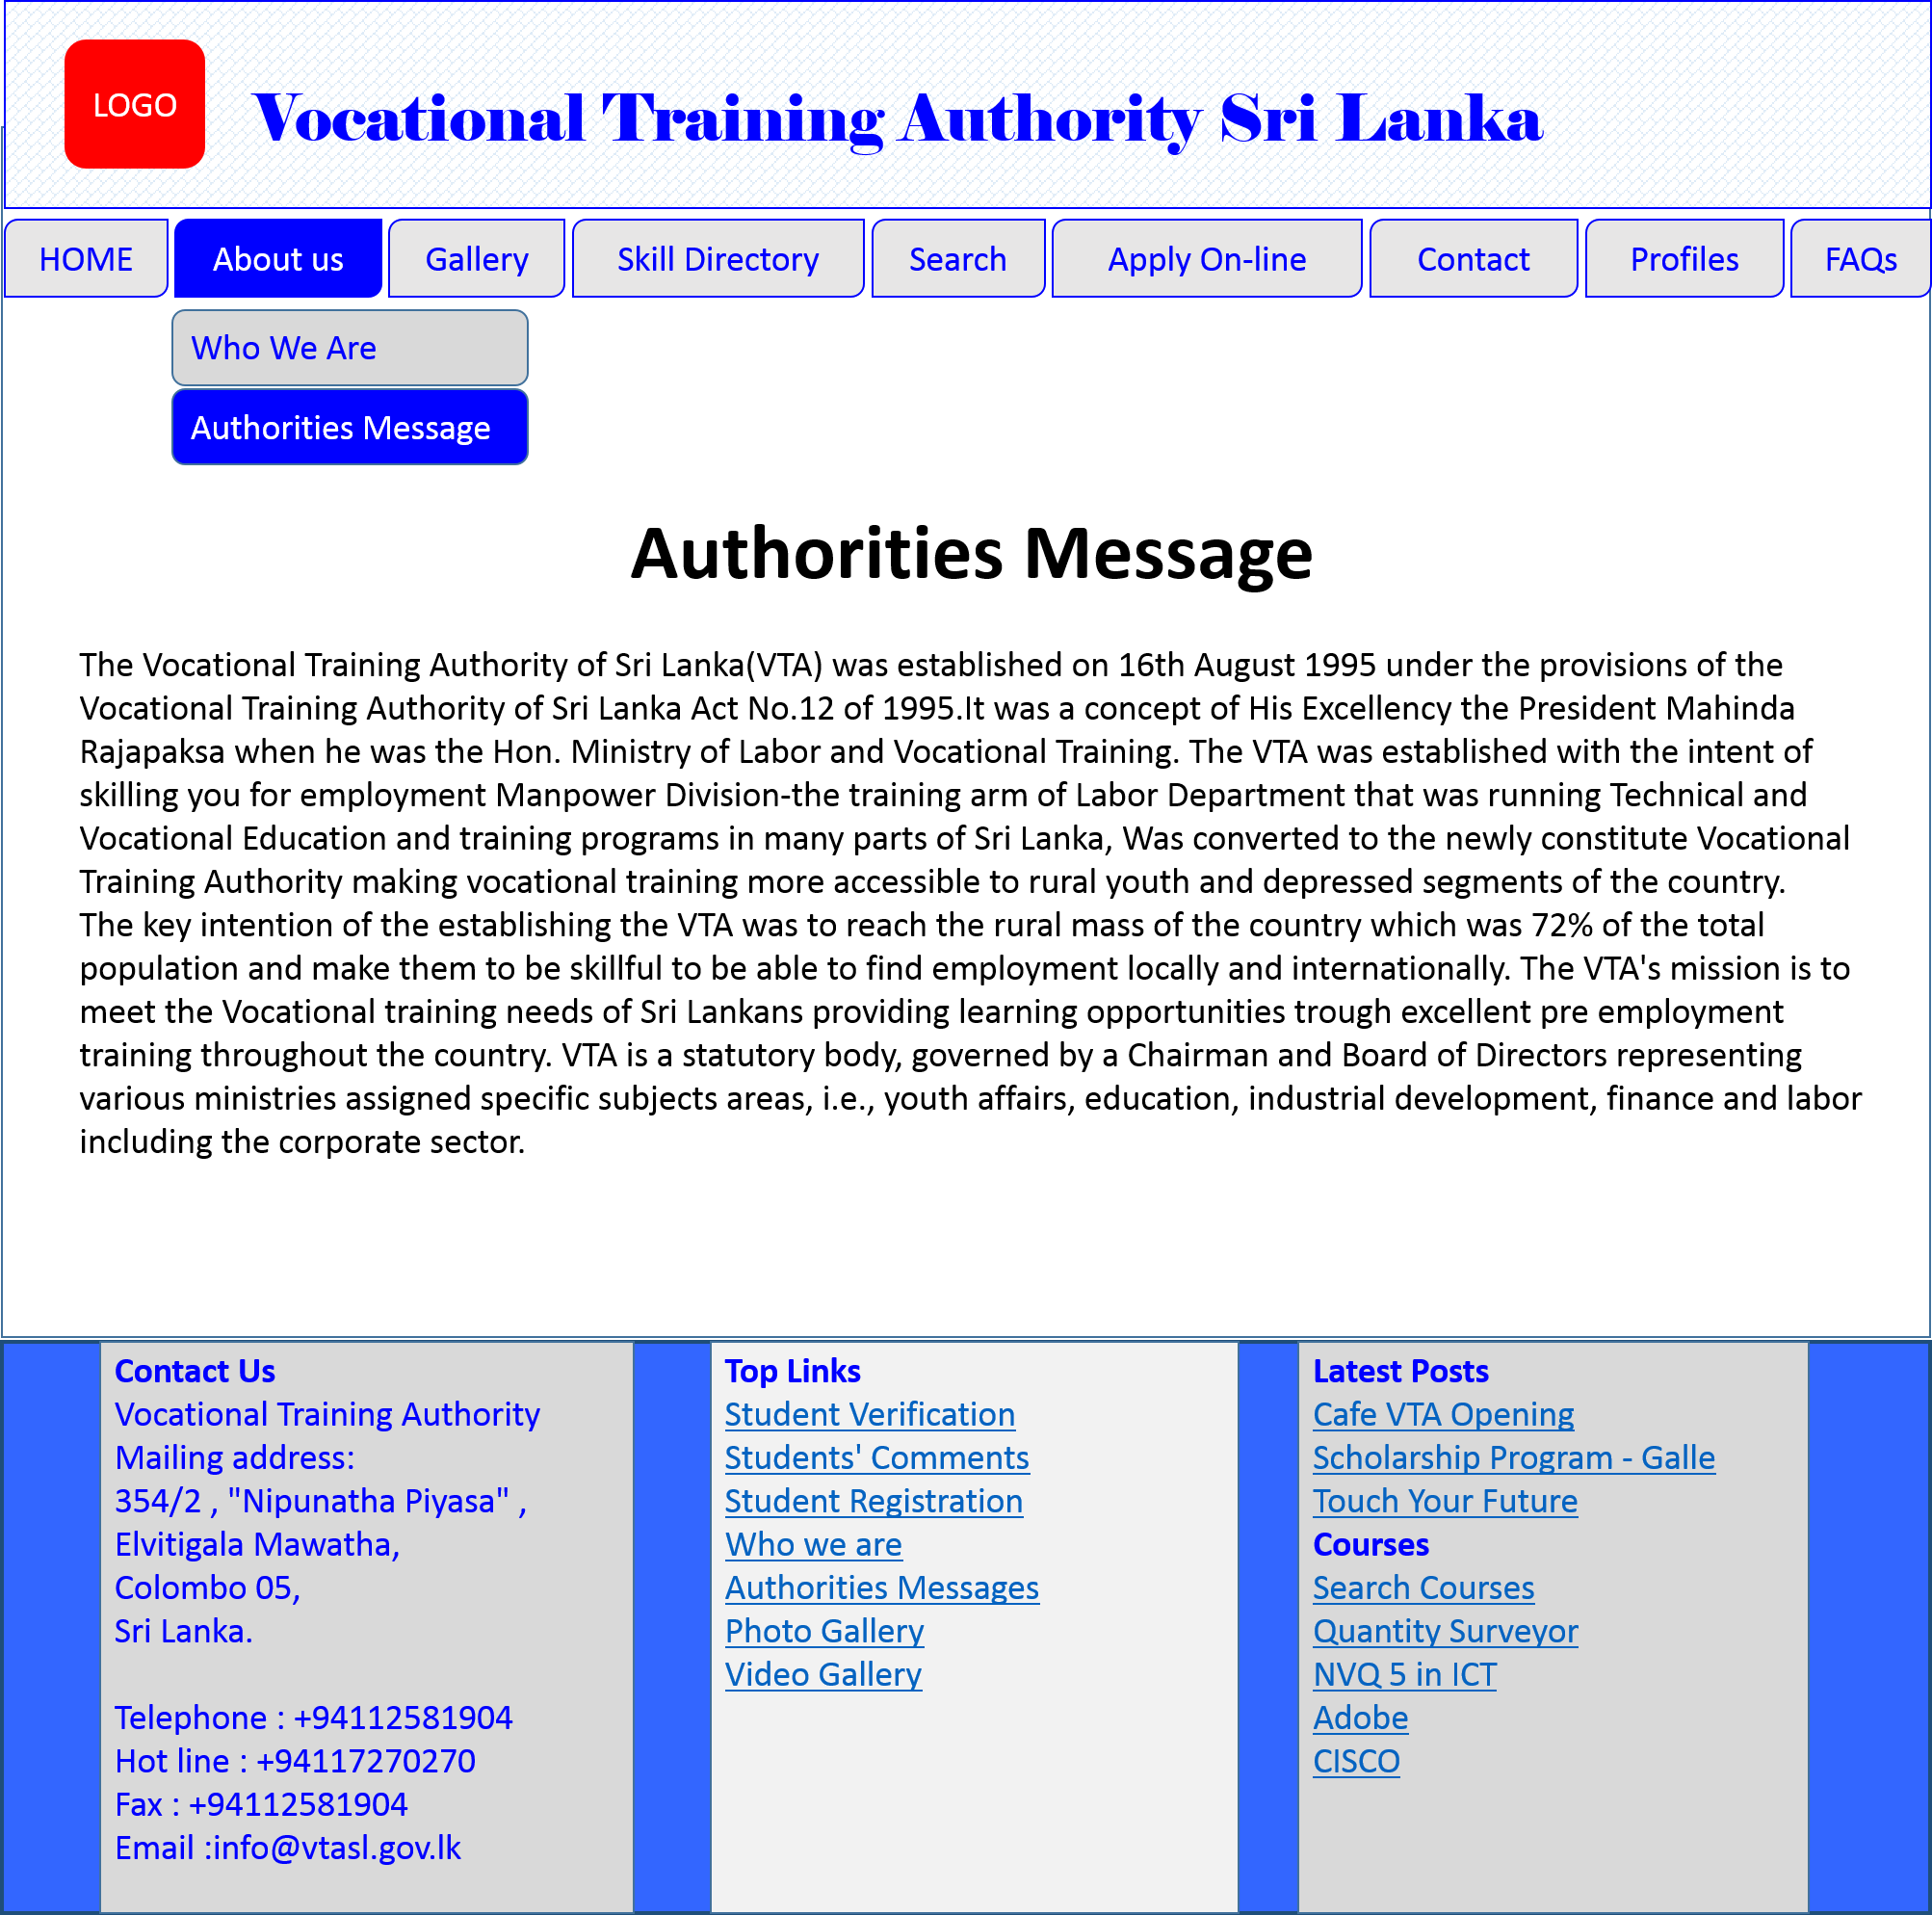 LOGO
Vocational Training Authority Sri Lanka
HOME
About us
Gallery
Skill Directory
Search
Apply On-line
Contact
Profiles
FAQs
Who We Are
Authorities Message
Authorities Message
The Vocational Training Authority of Sri Lanka(VTA) was established on 16th August 1995 under the provisions of the
Vocational Training Authority of Sri Lanka Act No.12 of 1995.It was a concept of His Excellency the President Mahinda
Rajapaksa when he was the Hon. Ministry of Labor and Vocational Training. The VTA was established with the intent of
skilling you for employment Manpower Division-the training arm of Labor Department that was running Technical and
Vocational Education and training programs in many parts of Sri Lanka, Was converted to the newly constitute Vocational
Training Authority making vocational training more accessible to rural youth and depressed segments of the country.
The key intention of the establishing the VTA was to reach the rural mass of the country which was 72% of the total
population and make them to be skillful to be able to find employment locally and internationally. The VTA's mission is to
meet the Vocational training needs of Sri Lankans providing learning opportunities trough excellent pre employment
training throughout the country. VTA is a statutory body, governed by a Chairman and Board of Directors representing
various ministries assigned specific subjects areas, i.e., youth affairs, education, industrial development, finance and labor
including the corporate sector.
Contact Us
Vocational Training Authority
Mailing address:
354/2 , "Nipunatha Piyasa" ,
Elvitigala Mawatha,
Colombo 05,
Sri Lanka.
Telephone : +94112581904
Hot line : +94117270270
Fax : +94112581904
Email :info@vtasl.gov.lk
Top Links
Student Verification
Students' Comments
Student Registration
Who we are
Authorities Messages
Photo Gallery
Video Gallery
Latest Posts
Cafe VTA Opening
Scholarship Program - Galle
Touch Your Future
Courses
Search Courses
Quantity Surveyor
NVQ 5 in ICT
Adobe
CISCO